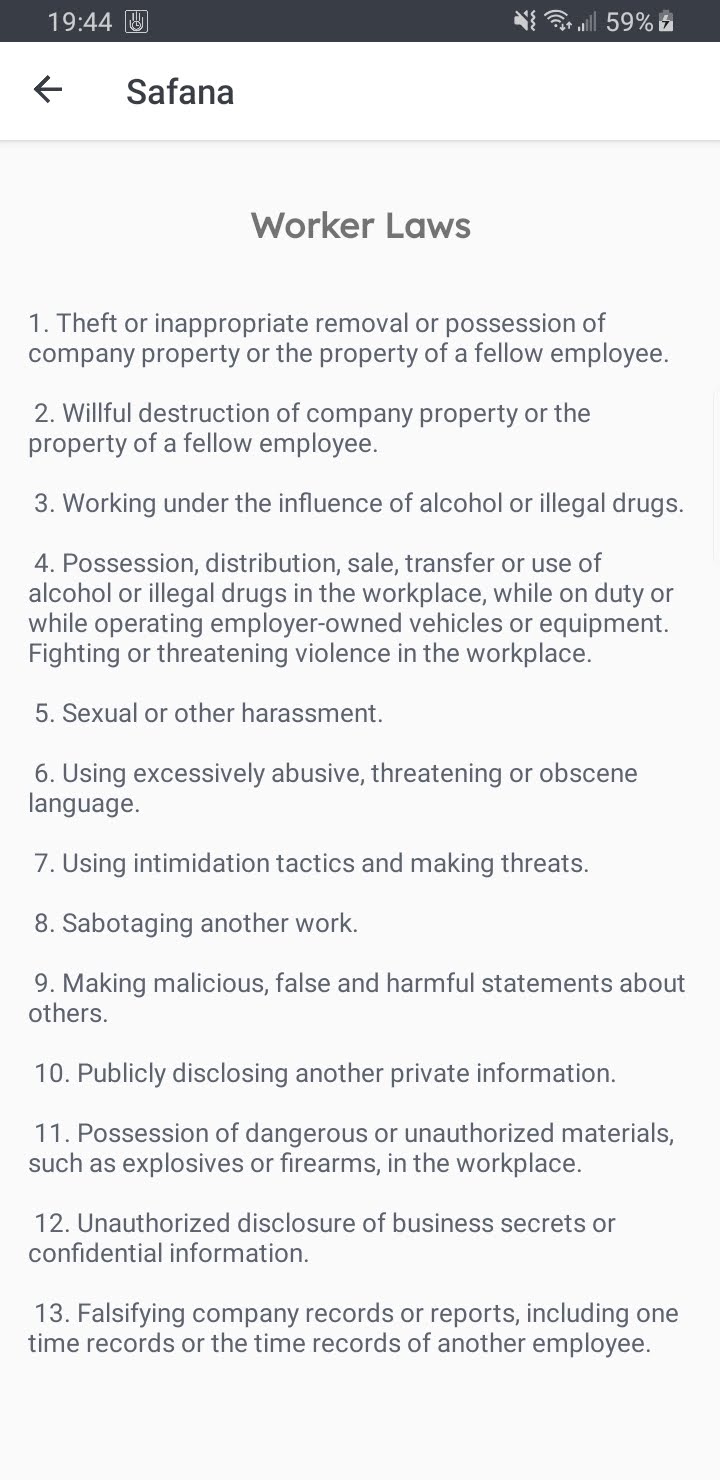 19:44 59%
Safana
Worker Laws
1. Theft or inappropriate removal or possession of
company property or the property of a fellow employee.
2. Willful destruction of company property or the
property of a fellow employee.
3. Working under the influence of alcohol or illegal drugs.
4. Possession, distribution, sale, transfer or use of
alcohol or illegal drugs in the workplace, while on duty or
while operating employer-owned vehicles or equipment.
Fighting or threatening violence in the workplace.
5. Sexual or other harassment.
6. Using excessively abusive, threatening or obscene
language.
7. Using intimidation tactics and making threats.
8. Sabotaging another work.
9. Making malicious, false and harmful statements about
others.
10. Publicly disclosing another private information.
11. Possession of dangerous or unauthorized materials,
such as explosives or firearms, in the workplace.
12. Unauthorized disclosure of business secrets or
confidential information.
13. Falsifying company records or reports, including one
time records or the time records of another employee.